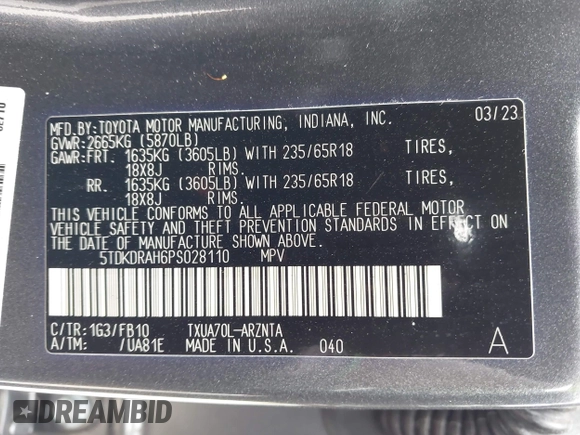 MFD.BY:TOYOTA MOTOR MANUFACTURING, INDIANA, INC. 03/23
GVWR:2665KG (5870LB)
GAWR:FRT. 1635KG (3605LB) WITH 235/65R18 TIRES,
18X8J RIMS.
RR. 1635KG (3605LB) WITH 235/65R18 TIRES,
18X8J RIMS.
THIS VEHICLE CONFORMS TO ALL APPLICABLE FEDERAL MOTOR
VEHICLE SAFETY AND THEFT PREVENTION STANDARDS IN EFFECT ON
THE DATE OF MANUFACTURE SHOWN ABOVE.
5TDKDRAH6PS028110 MPV
C/TR:1G3/FB10 TXUA70L-ARZNTA
A/TM: /UA81E MADE IN U.S.A. 040 A
DREAMBID